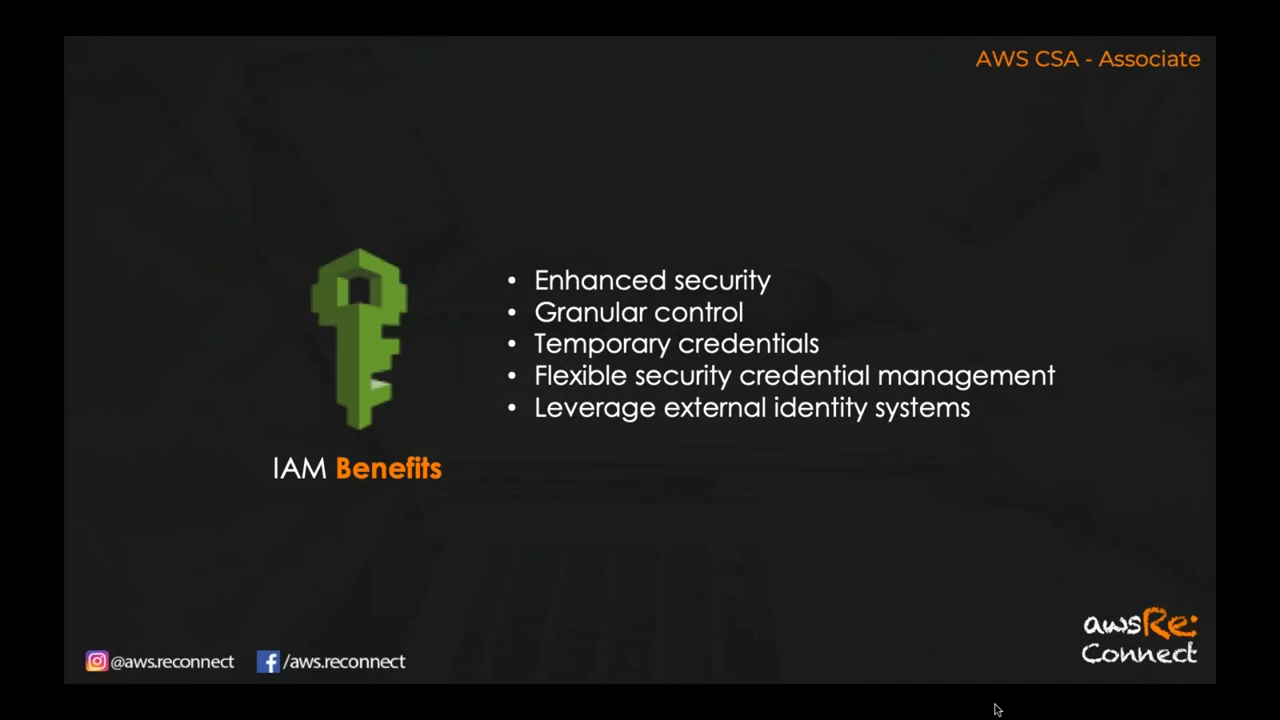 AWS CSA - Associate
• Enhanced security
• Granular control
• Temporary credentials
• Flexible security credential management
• Leverage external identity systems
IAM Benefits
awsRe:
Connect
@aws.reconnect
/aws.reconnect